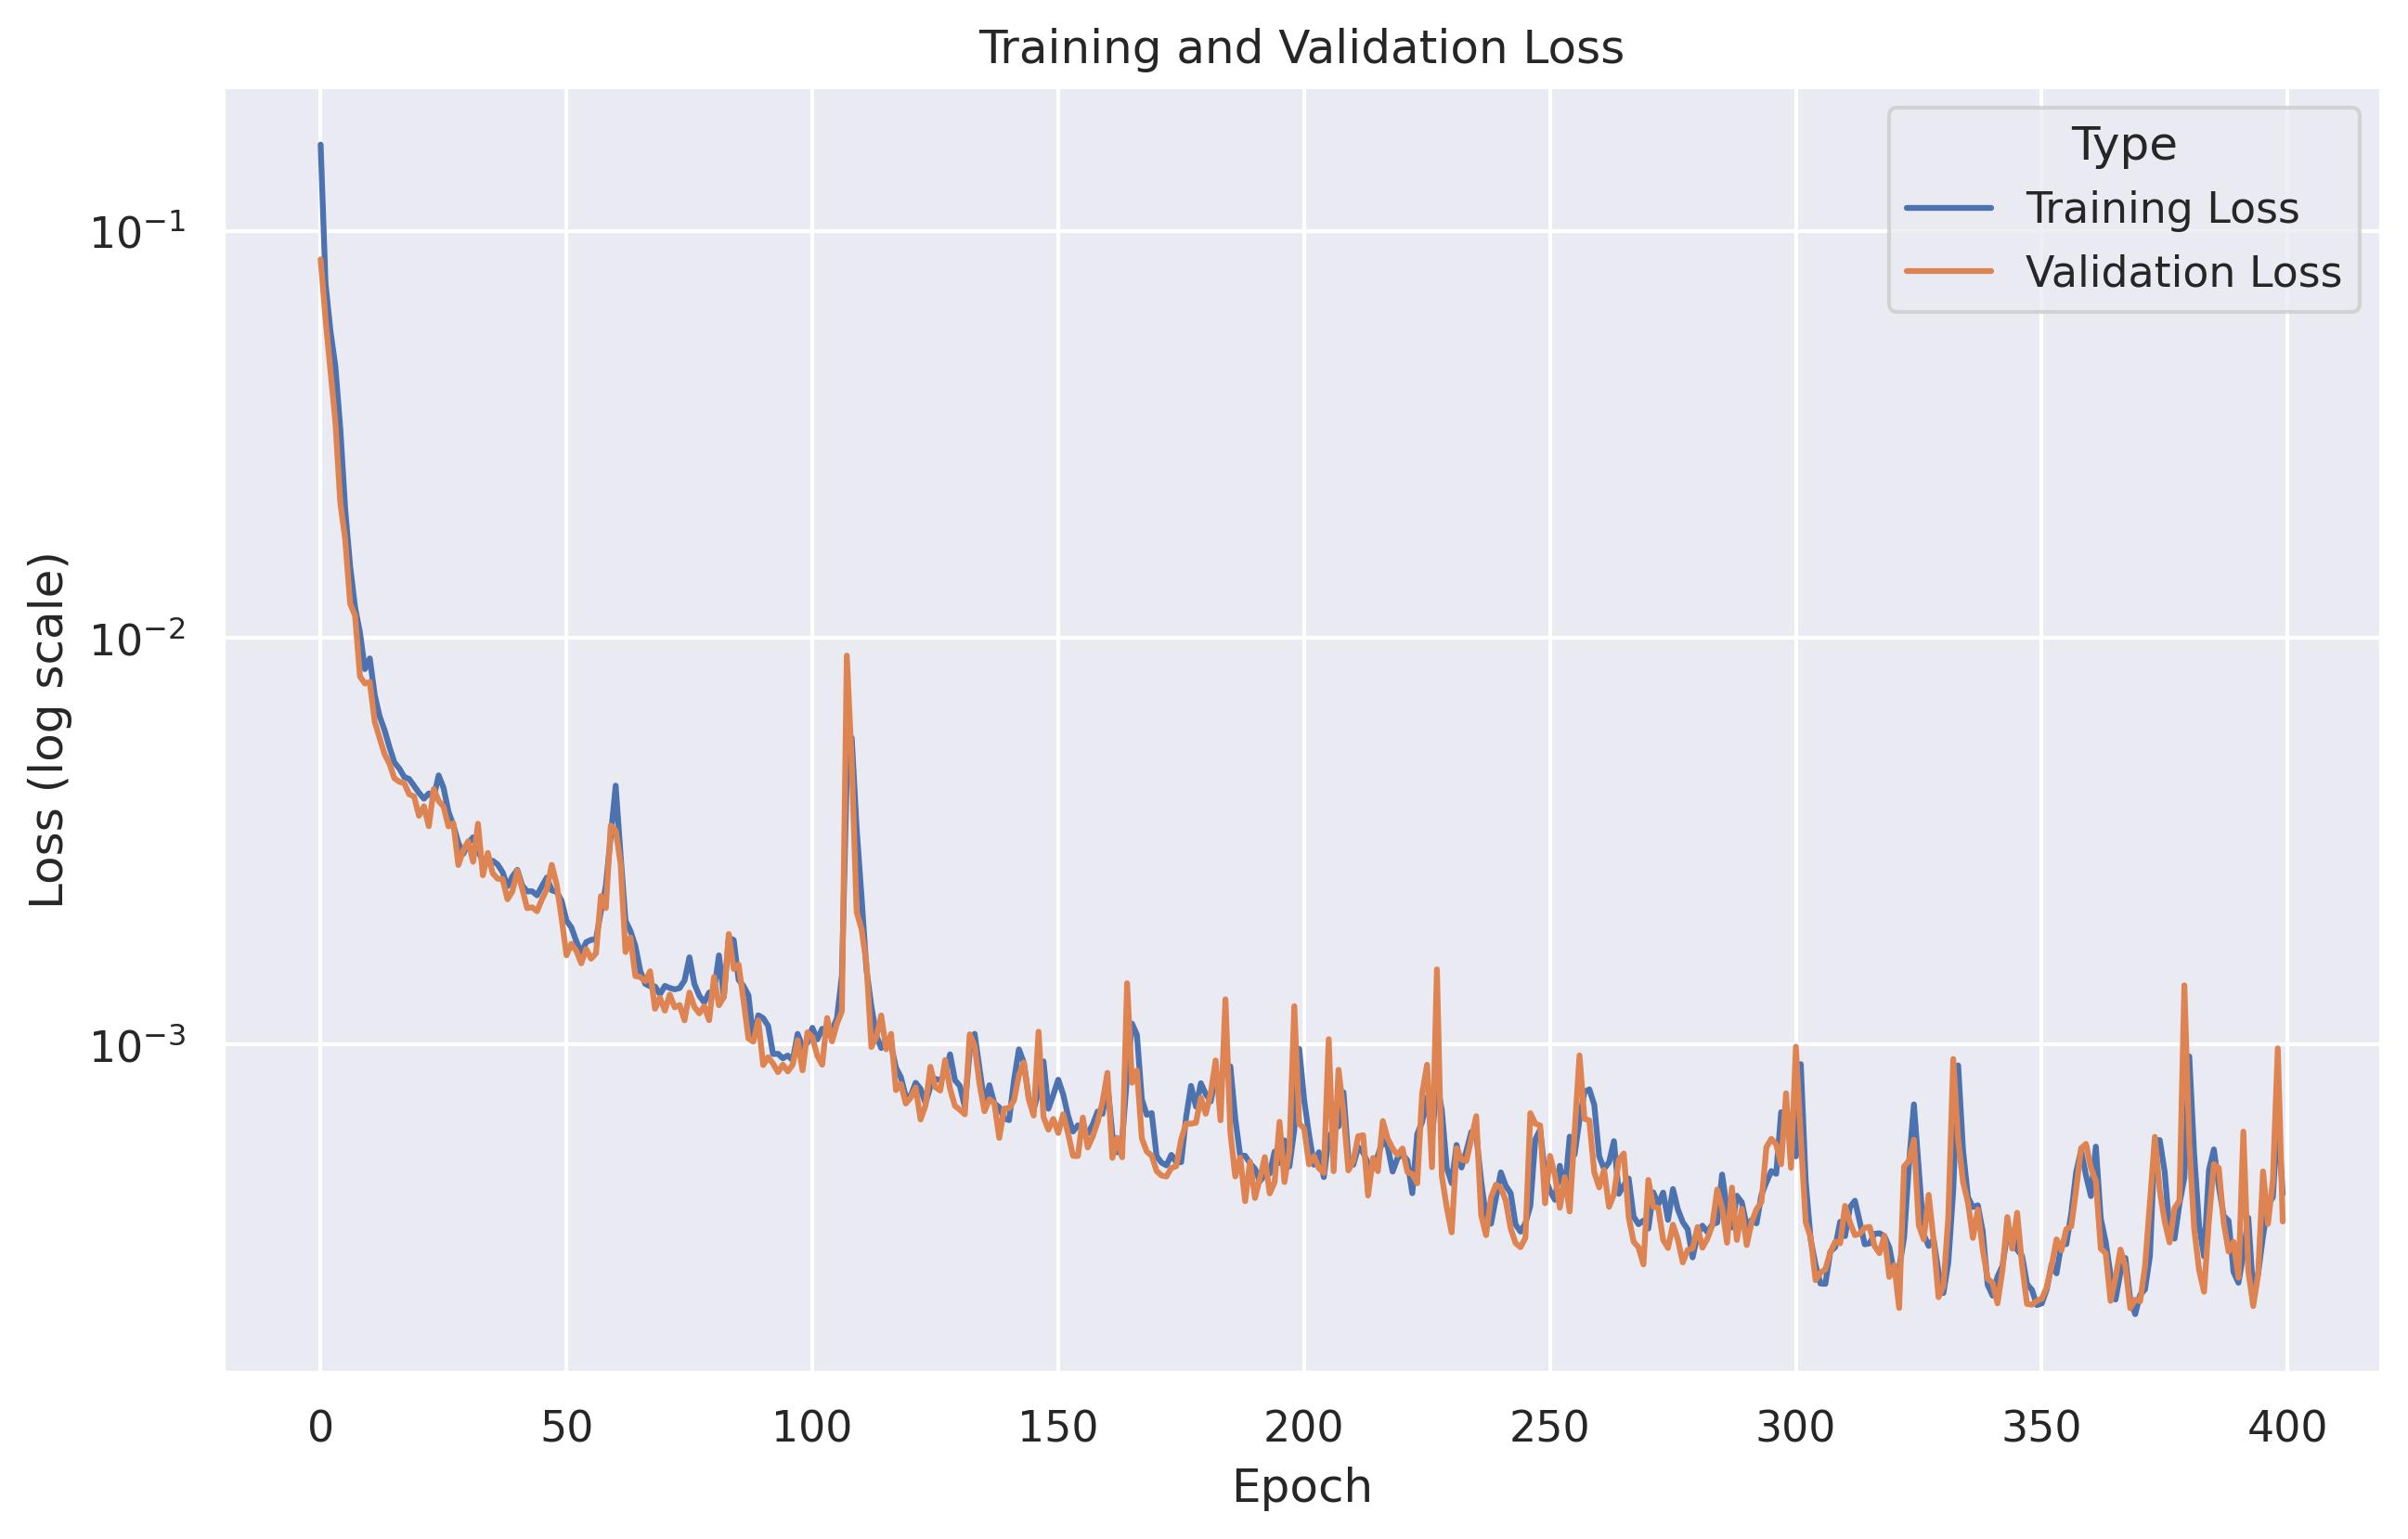 Training and Validation Loss
Type
Training Loss
Validation Loss
Loss (log scale)
10⁻¹
10⁻²
10⁻³
0 50 100 150 200 250 300 350 400
Epoch